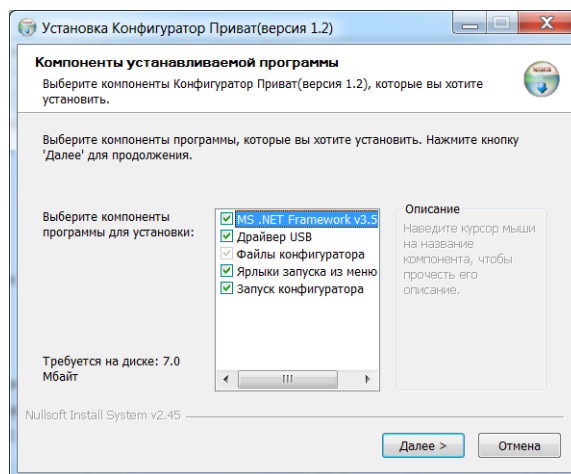 Установка Конфигуратор Приват(версия 1.2)
Компоненты устанавливаемой программы
Выберите компоненты Конфигуратор Приват(версия 1.2), которые вы хотите
установить.
Выберите компоненты программы, которые вы хотите установить. Нажмите кнопку
'Далее' для продолжения.
Выберите компоненты
программы для установки:
MS .NET Framework v3.5
Драйвер USB
Файлы конфигуратора
Ярлыки запуска из меню
Запуск конфигуратора
Описание
Наведите курсор мыши
на название
компонента, чтобы
прочесть его
описание.
Требуется на диске: 7.0
Мбайт
Nullsoft Install System v2.45
Далее >
Отмена